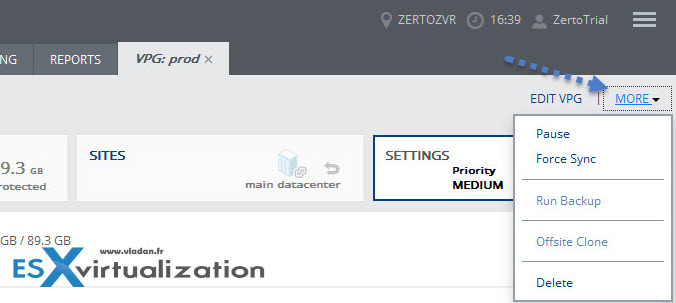 ZERTOZVR 16:39 ZertoTrial
NG REPORTS VPG: prod ×
EDIT VPG | MORE
9.3 GB
rotected
SITES
main datacenter
SETTINGS
Priority
MEDIUM
Pause
Force Sync
Run Backup
Offsite Clone
Delete
GB / 89.3 GB
www.vladan.fr
ESXvirtualization